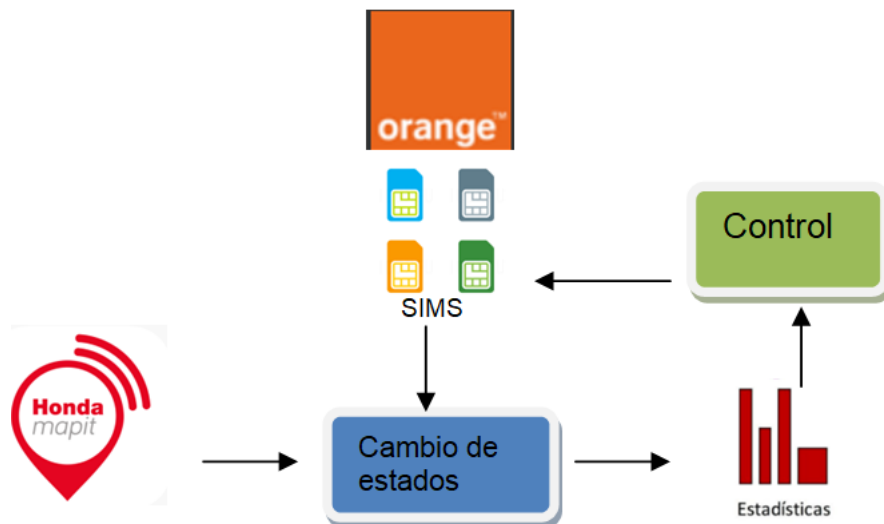 orange™
SIMS
Control
Honda
mapit
Cambio de
estados
Estadísticas